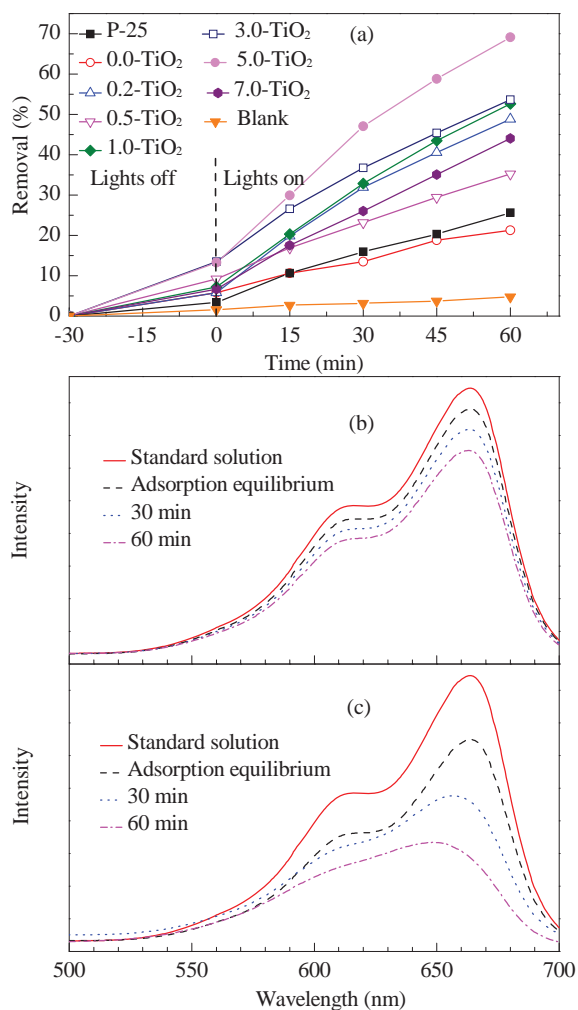 (a)
P-25
0.0-TiO₂
0.2-TiO₂
0.5-TiO₂
1.0-TiO₂
3.0-TiO₂
5.0-TiO₂
7.0-TiO₂
Blank
Lights off
Lights on
Removal (%)
70
60
50
40
30
20
10
0
-30 -15 0 15 30 45 60
Time (min)
(b)
Standard solution
Adsorption equilibrium
30 min
60 min
Intensity
(c)
Standard solution
Adsorption equilibrium
30 min
60 min
Intensity
500 550 600 650 700
Wavelength (nm)